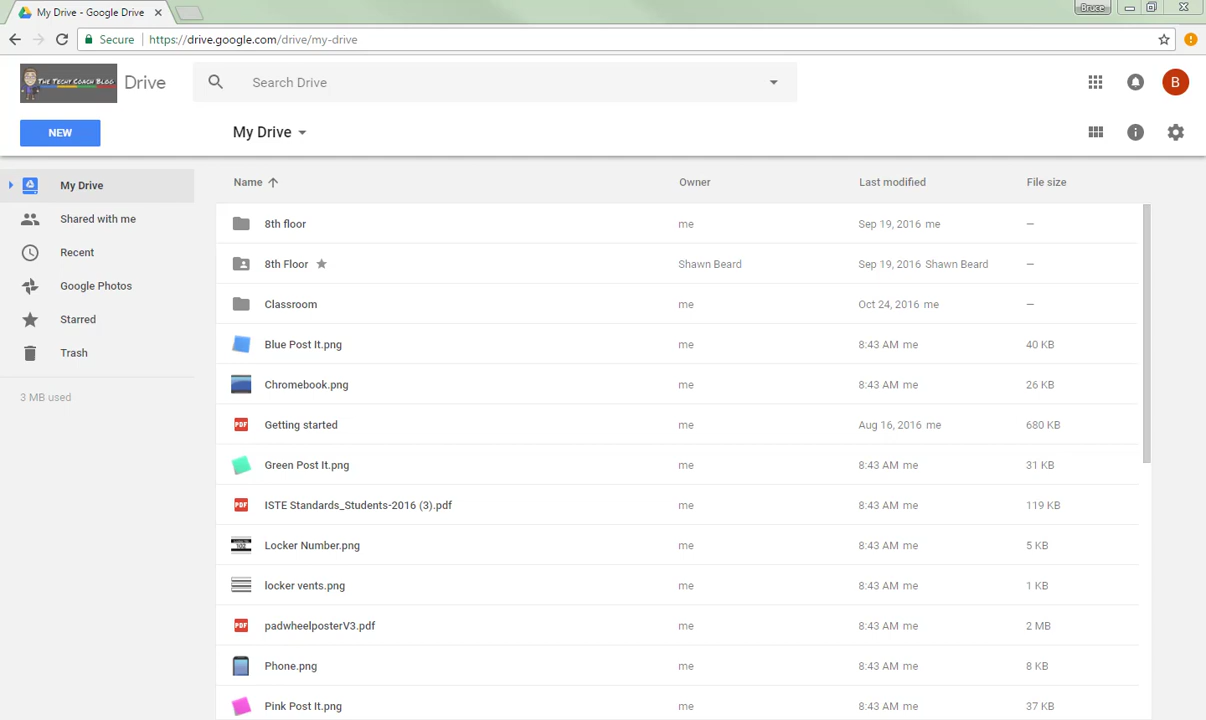 My Drive - Google Drive
Bruce
Secure https://drive.google.com/drive/my-drive
THE TECHY COACH BLOG Drive Search Drive B
NEW My Drive
My Drive
Shared with me
Recent
Google Photos
Starred
Trash
3 MB used
Name Owner Last modified File size
8th floor me Sep 19, 2016 me —
8th Floor Shawn Beard Sep 19, 2016 Shawn Beard —
Classroom me Oct 24, 2016 me —
Blue Post It.png me 8:43 AM me 40 KB
Chromebook.png me 8:43 AM me 26 KB
PDF Getting started me Aug 16, 2016 me 680 KB
Green Post It.png me 8:43 AM me 31 KB
PDF ISTE Standards_Students-2016 (3).pdf me 8:43 AM me 119 KB
102 Locker Number.png me 8:43 AM me 5 KB
locker vents.png me 8:43 AM me 1 KB
PDF padwheelposterV3.pdf me 8:43 AM me 2 MB
Phone.png me 8:43 AM me 8 KB
Pink Post It.png me 8:43 AM me 37 KB